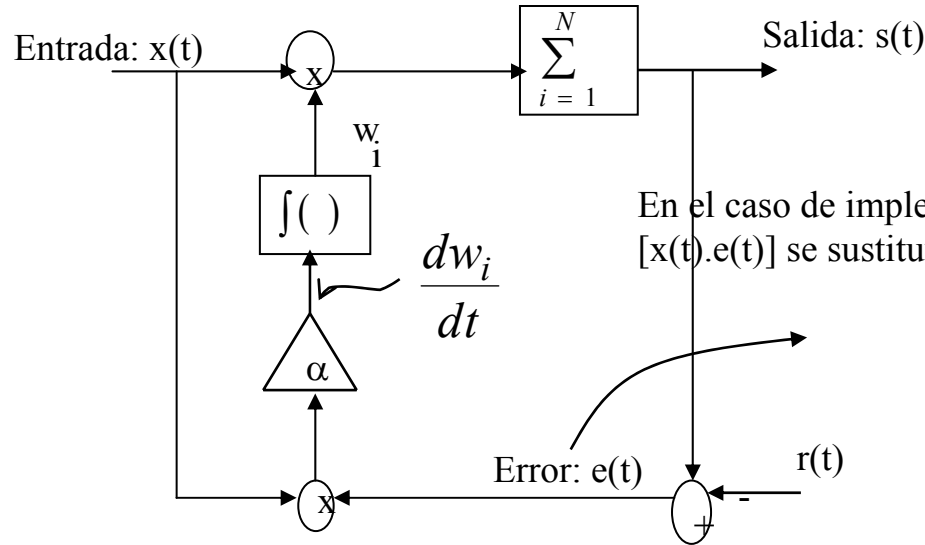 Entrada: x(t)
x
N
∑
i = 1
Salida: s(t)
w
i
∫( )
En el caso de imple
[x(t).e(t)] se sustitu
dw_i
dt
α
Error: e(t)
r(t)
x
-
+